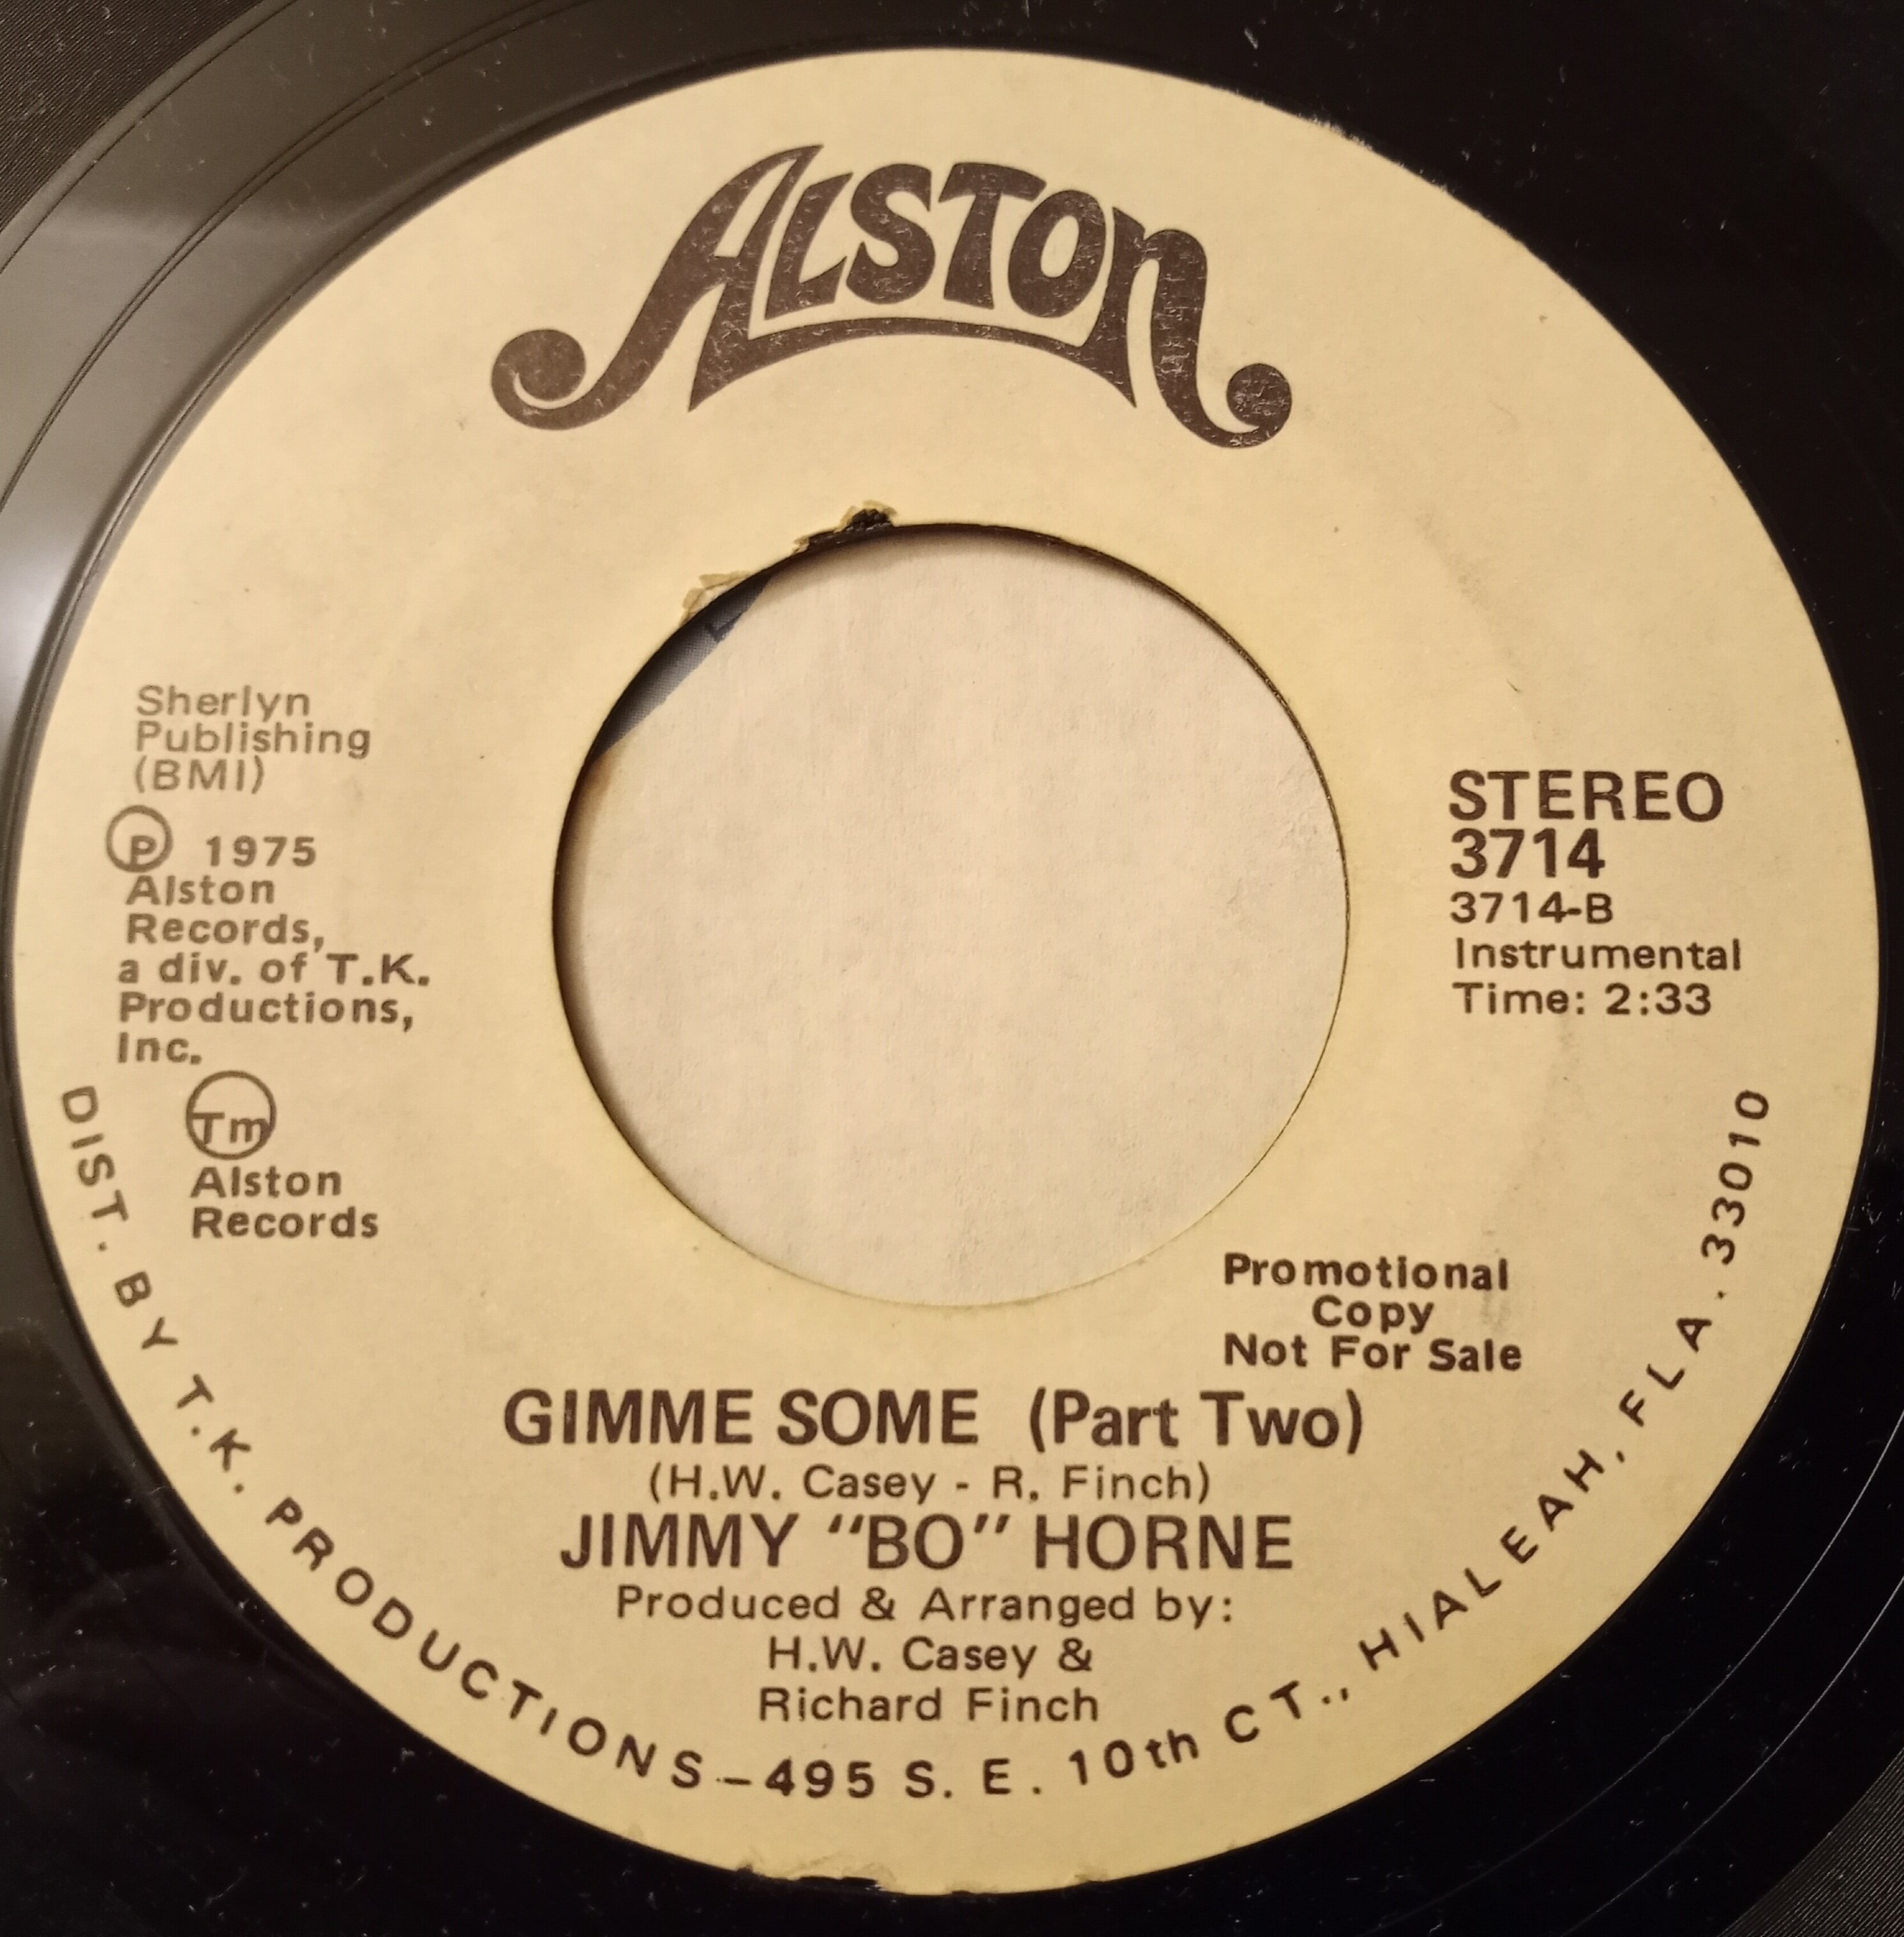 ALSTON
Sherlyn
Publishing
(BMI)
Ⓟ 1975
Alston
Records,
a div. of T.K.
Productions,
Inc.
Tm
Alston
Records
STEREO
3714
3714-B
Instrumental
Time: 2:33
Promotional
Copy
Not For Sale
GIMME SOME (Part Two)
(H.W. Casey - R. Finch)
JIMMY "BO" HORNE
Produced & Arranged by:
H.W. Casey &
Richard Finch
DIST. BY T.K. PRODUCTIONS-495 S. E. 10th CT., HIALEAH, FLA. 33010